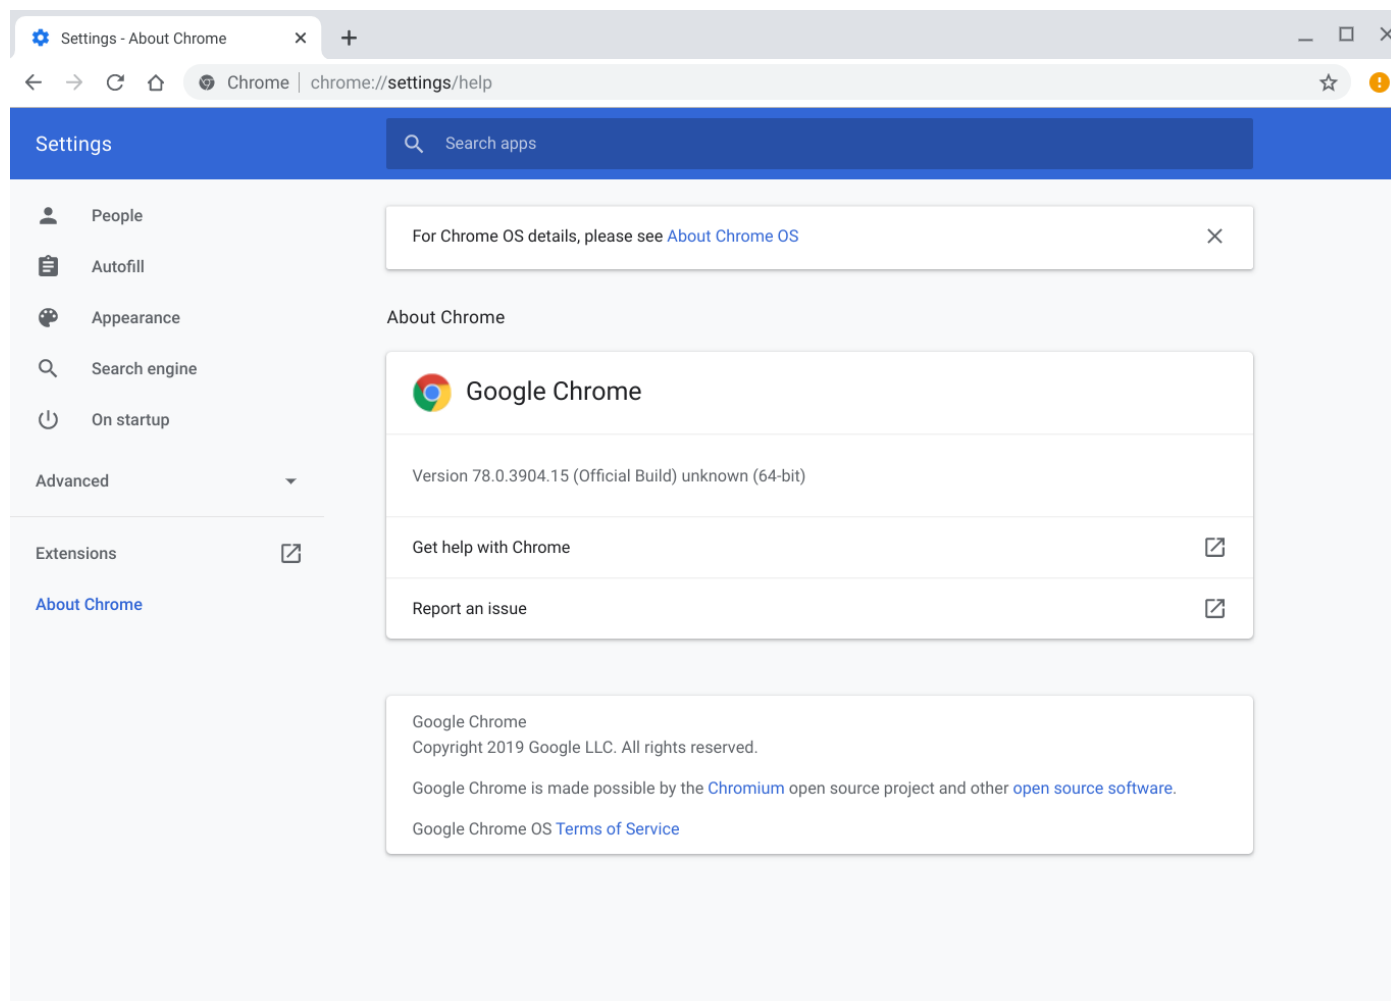 Settings - About Chrome
Chrome | chrome://settings/help
Settings
Search apps
People
Autofill
Appearance
Search engine
On startup
Advanced
Extensions
About Chrome
For Chrome OS details, please see About Chrome OS
About Chrome
Google Chrome
Version 78.0.3904.15 (Official Build) unknown (64-bit)
Get help with Chrome
Report an issue
Google Chrome
Copyright 2019 Google LLC. All rights reserved.
Google Chrome is made possible by the Chromium open source project and other open source software.
Google Chrome OS Terms of Service